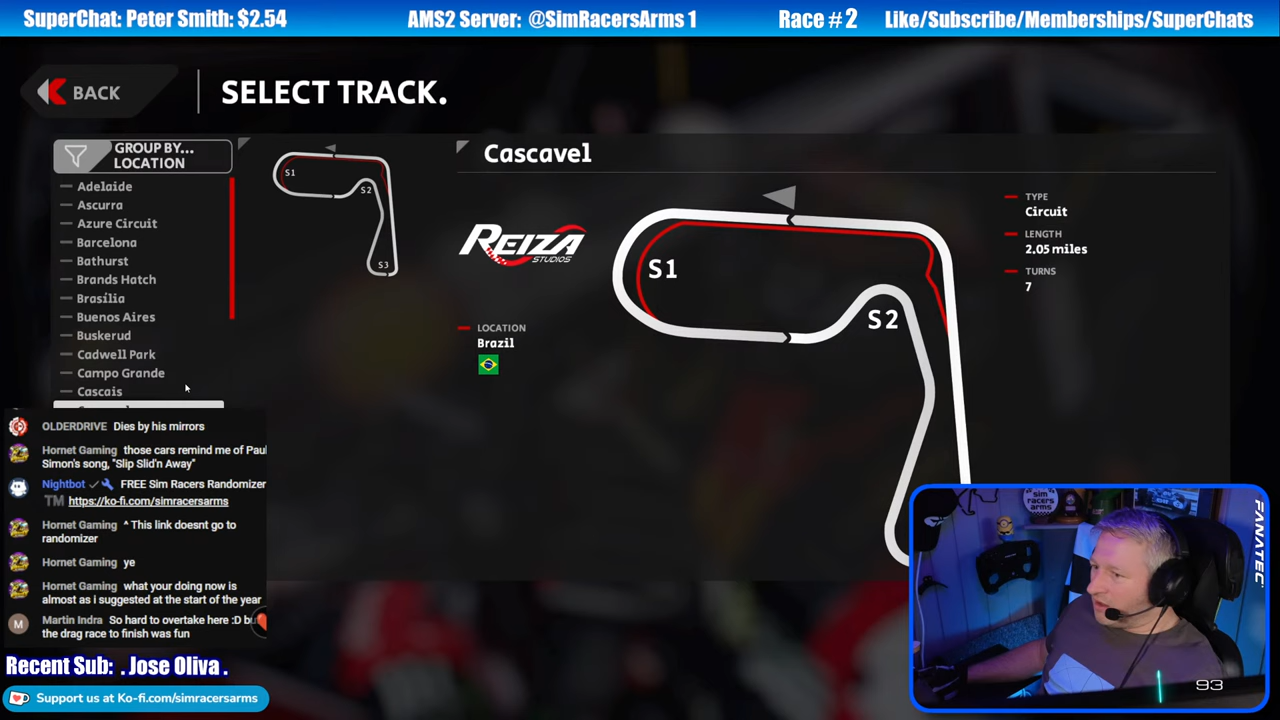 SuperChat: Peter Smith: $2.54
AMS2 Server: @SimRacersArms 1
Race #2
Like/Subscribe/Memberships/SuperChats
BACK
SELECT TRACK.
GROUP BY...
LOCATION
Adelaide
Ascurra
Azure Circuit
Barcelona
Bathurst
Brands Hatch
Brasilia
Buenos Aires
Buskerud
Cadwell Park
Campo Grande
Cascais
S1
S2
S3
Cascavel
REIZA
STUDIOS
LOCATION
Brazil
S1
S2
TYPE
Circuit
LENGTH
2.05 miles
TURNS
7
OLDERDRIVE Dies by his mirrors
Hornet Gaming those cars remind me of Paul
Simon's song, "Slip Slid'n Away"
Nightbot FREE Sim Racers Randomizer
TM https://ko-fi.com/simracersarms
Hornet Gaming ^ This link doesnt go to
randomizer
Hornet Gaming ye
Hornet Gaming what your doing now is
almost as i suggested at the start of the year
M Martin Indra So hard to overtake here :D bu
the drag race to finish was fun
Recent Sub: . Jose Oliva .
Support us at Ko-fi.com/simracersarms
sim
racers
arms
FANATEC
93